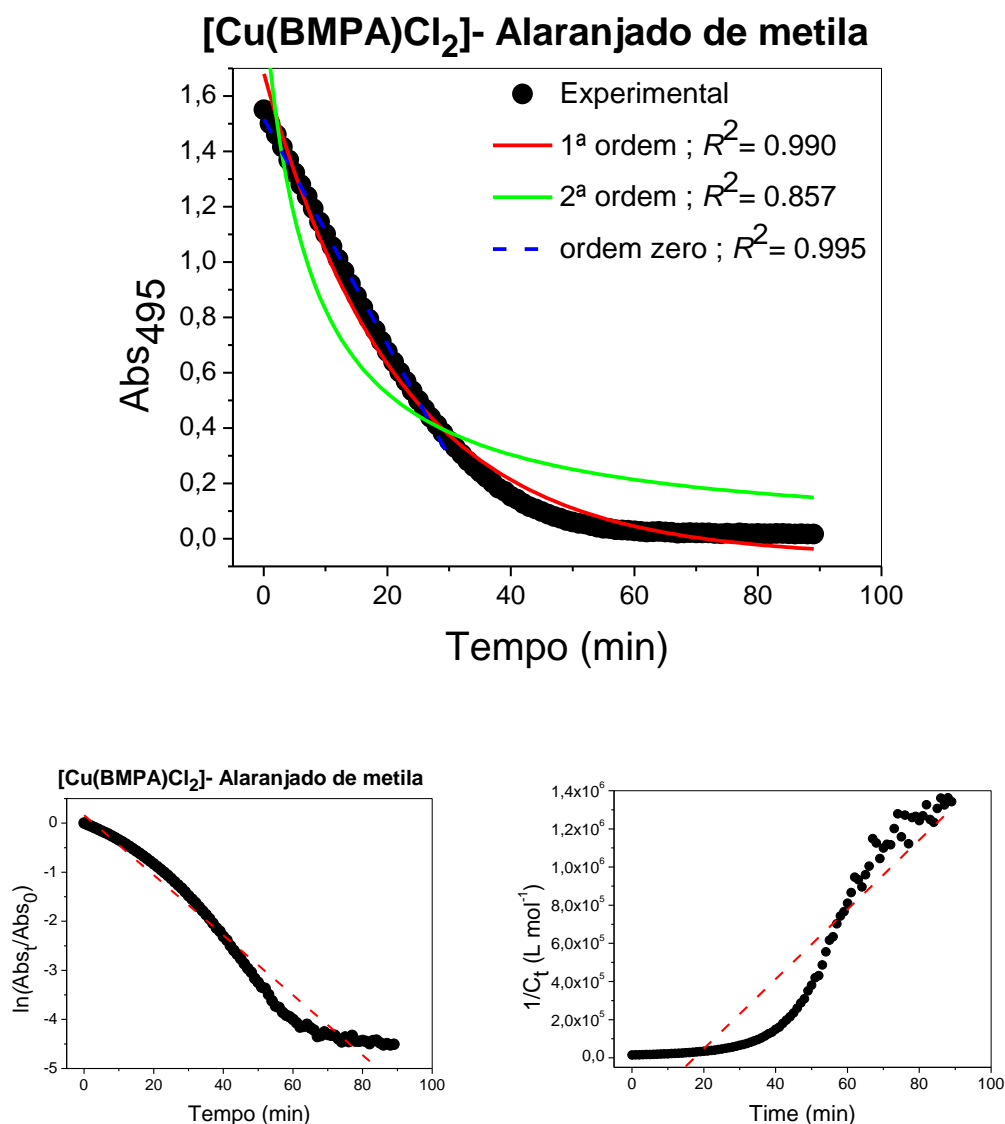 [Cu(BMPA)Cl₂]- Alaranjado de metila
Experimental
1ª ordem ; R²= 0.990
2ª ordem ; R²= 0.857
ordem zero ; R²= 0.995
1,6
1,4
1,2
1,0
0,8
0,6
0,4
0,2
0,0
Abs₄₉₅
0 20 40 60 80 100
Tempo (min)
[Cu(BMPA)Cl₂]- Alaranjado de metila
0
-1
-2
-3
-4
-5
ln(Absₜ/Abs₀)
0 20 40 60 80 100
Tempo (min)
1,4x10⁶
1,2x10⁶
1,0x10⁶
8,0x10⁵
6,0x10⁵
4,0x10⁵
2,0x10⁵
0,0
1/Cₜ (L mol⁻¹)
0 20 40 60 80 100
Time (min)